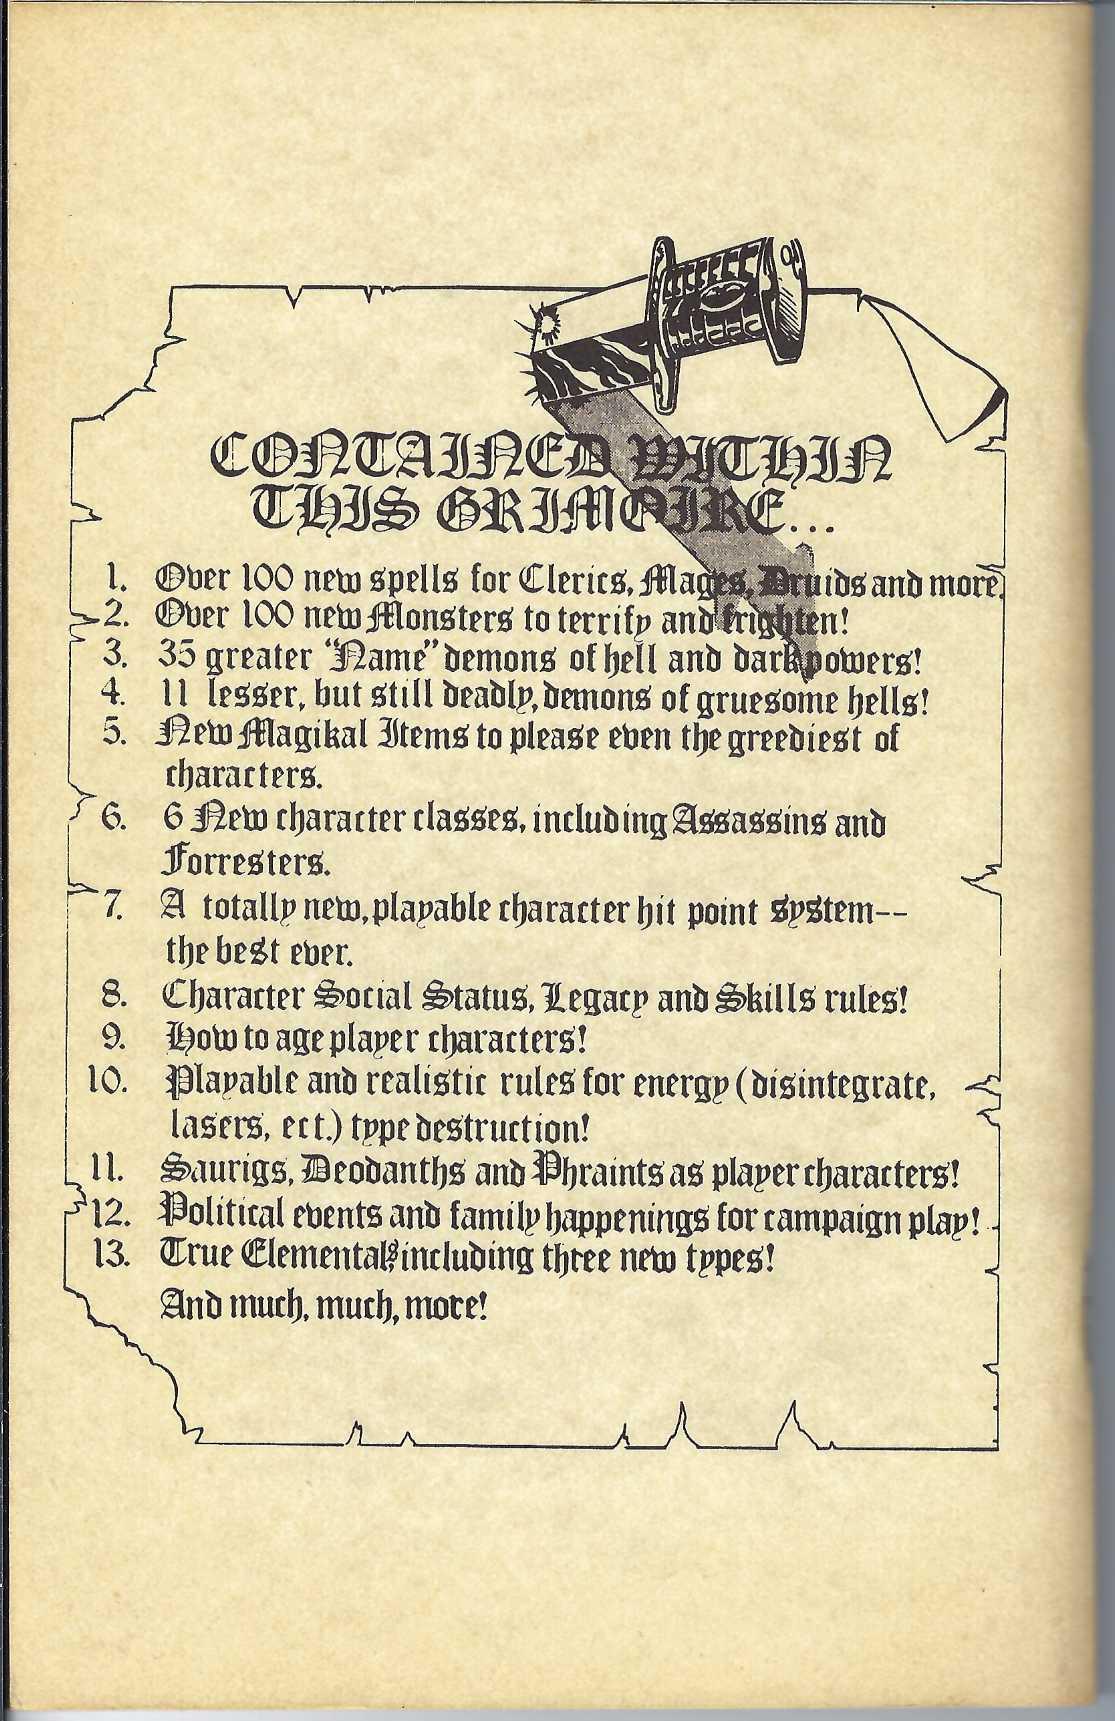 CONTAINED WITHIN
THIS GRIMOIRE...
1. Over 100 new spells for Clerics, Mages, Druids and more.
2. Over 100 new Monsters to terrify and frighten!
3. 35 greater "Name" demons of hell and dark powers!
4. 11 lesser, but still deadly, demons of gruesome hells!
5. New Magikal Items to please even the greediest of
characters.
6. 6 New character classes, including Assassins and
Forresters.
7. A totally new, playable character hit point system--
the best ever.
8. Character Social Status, Legacy and Skills rules!
9. How to age player characters!
10. Playable and realistic rules for energy (disintegrate,
lasers, ect.) type destruction!
11. Saurigs, Deodanths and Phraints as player characters!
12. Political events and family happenings for campaign play!
13. True Elementals, including three new types!
And much, much, more!